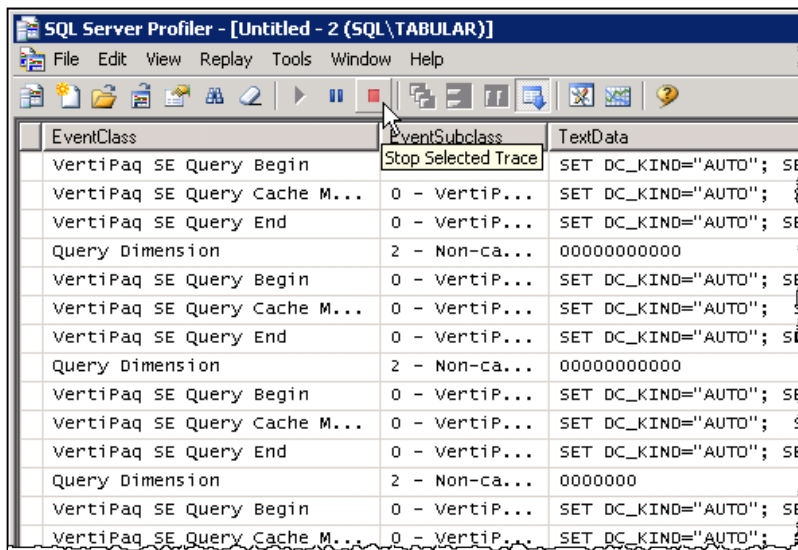 SQL Server Profiler - [Untitled - 2 (SQL\TABULAR)]
File Edit View Replay Tools Window Help
EventClass EventSubclass TextData
Stop Selected Trace
VertiPaq SE Query Begin SET DC_KIND="AUTO"; SE
VertiPaq SE Query Cache M... 0 - VertiP... SET DC_KIND="AUTO";
VertiPaq SE Query End 0 - VertiP... SET DC_KIND="AUTO"; SE
Query Dimension 2 - Non-ca... 00000000000
VertiPaq SE Query Begin 0 - VertiP... SET DC_KIND="AUTO"; SE
VertiPaq SE Query Cache M... 0 - VertiP... SET DC_KIND="AUTO";
VertiPaq SE Query End 0 - VertiP... SET DC_KIND="AUTO"; SE
Query Dimension 2 - Non-ca... 00000000000
VertiPaq SE Query Begin 0 - VertiP... SET DC_KIND="AUTO"; SE
VertiPaq SE Query Cache M... 0 - VertiP... SET DC_KIND="AUTO";
VertiPaq SE Query End 0 - VertiP... SET DC_KIND="AUTO"; SE
Query Dimension 2 - Non-ca... 0000000
VertiPaq SE Query Begin 0 - VertiP... SET DC_KIND="AUTO"; SE
VertiPaq SE Query Cache M... 0 - VertiP... SET DC_KIND="AUTO";